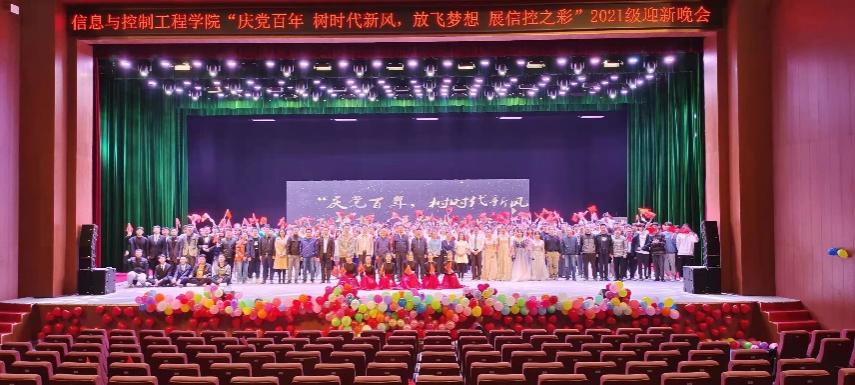 信息与控制工程学院“庆党百年 树时代新风，放飞梦想 展信控之彩”2021级迎新晚会
“庆党百年，树时代新风